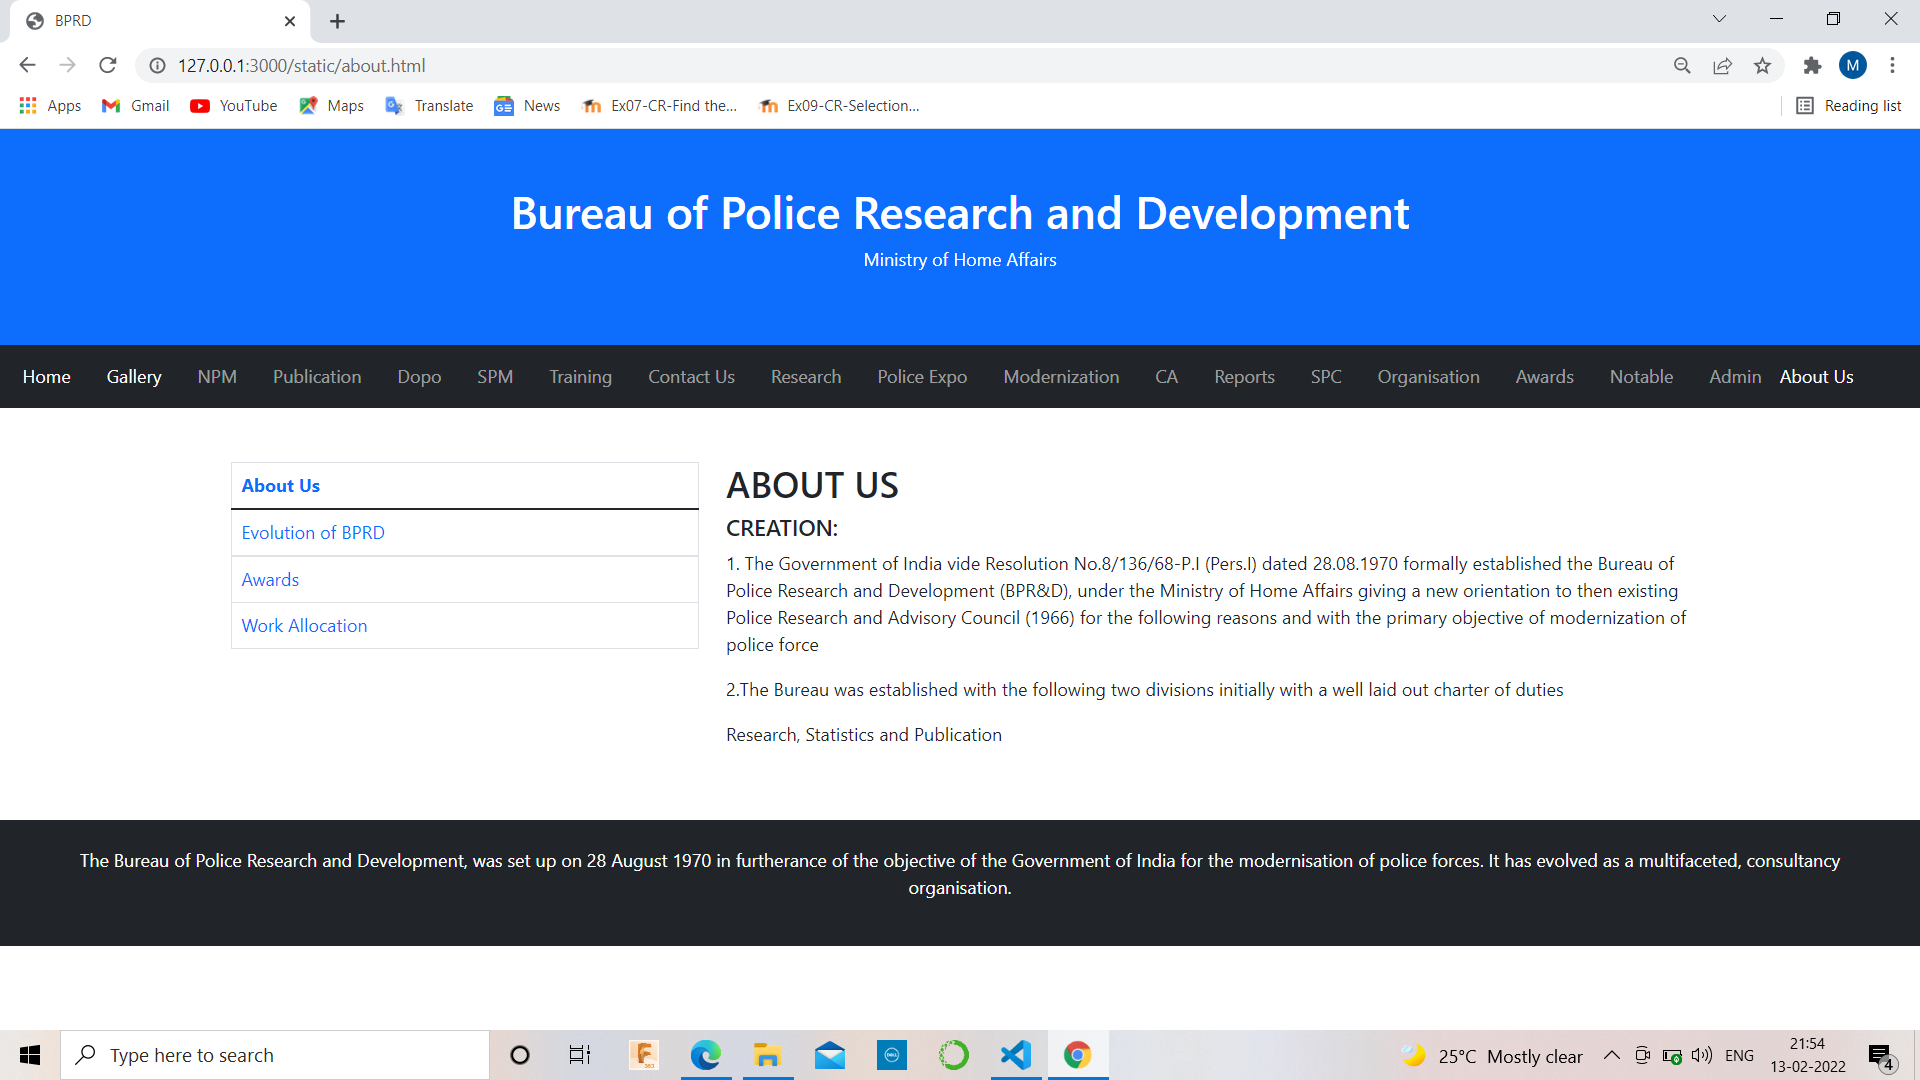 BPRD
127.0.0.1:3000/static/about.html
M
Apps Gmail YouTube Maps Translate News Ex07-CR-Find the... Ex09-CR-Selection... Reading list
Bureau of Police Research and Development
Ministry of Home Affairs
Home Gallery NPM Publication Dopo SPM Training Contact Us Research Police Expo Modernization CA Reports SPC Organisation Awards Notable Admin About Us
About Us
Evolution of BPRD
Awards
Work Allocation
ABOUT US
CREATION:
1. The Government of India vide Resolution No.8/136/68-P.I (Pers.I) dated 28.08.1970 formally established the Bureau of
Police Research and Development (BPR&D), under the Ministry of Home Affairs giving a new orientation to then existing
Police Research and Advisory Council (1966) for the following reasons and with the primary objective of modernization of
police force
2.The Bureau was established with the following two divisions initially with a well laid out charter of duties
Research, Statistics and Publication
The Bureau of Police Research and Development, was set up on 28 August 1970 in furtherance of the objective of the Government of India for the modernisation of police forces. It has evolved as a multifaceted, consultancy
organisation.
Type here to search
25°C Mostly clear
ENG
21:54
13-02-2022
4